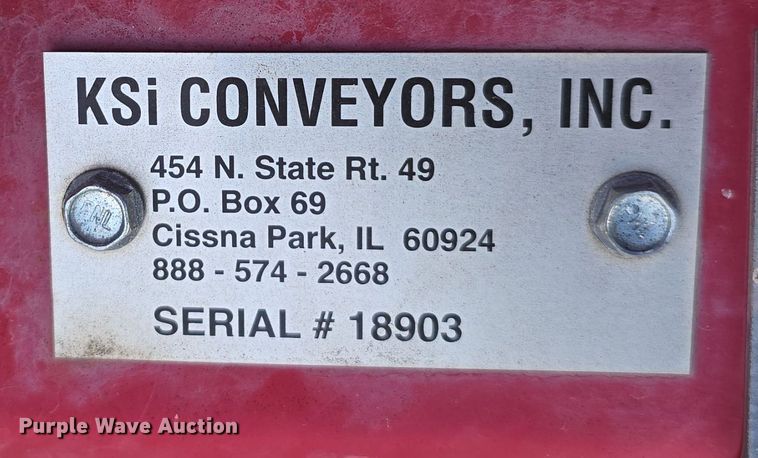 KSi CONVEYORS, INC.
454 N. State Rt. 49
P.O. Box 69
Cissna Park, IL 60924
888 - 574 - 2668
SERIAL # 18903
NL
Purple Wave Auction